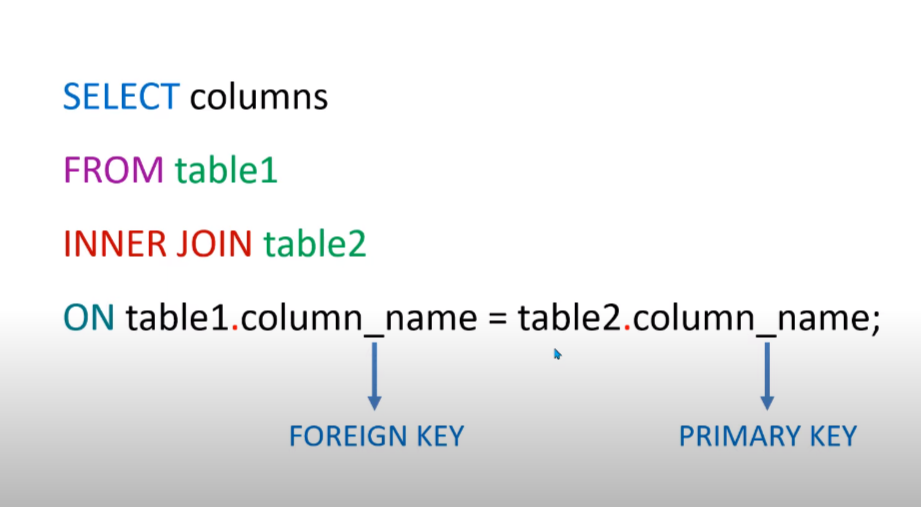 SELECT columns
FROM table1
INNER JOIN table2
ON table1.column_name = table2.column_name;
FOREIGN KEY PRIMARY KEY